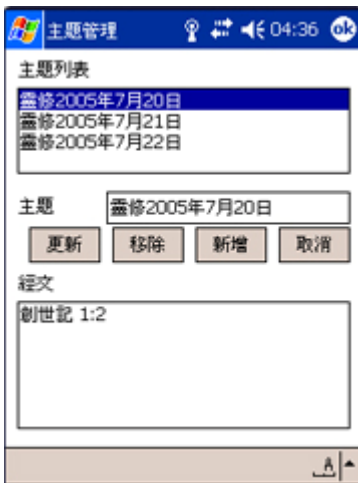 主題管理 04:36 ok
主題列表
靈修2005年7月20日
靈修2005年7月21日
靈修2005年7月22日
主題 靈修2005年7月20日
更新 移除 新增 取消
經文
創世記 1:2